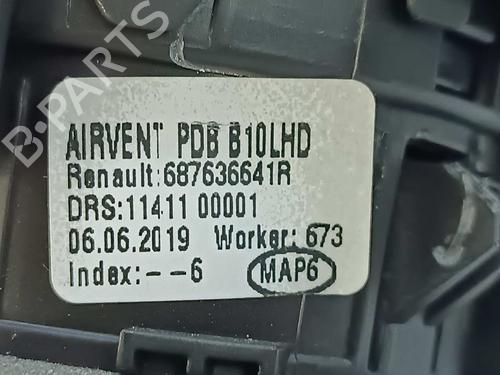 B-PARTS
AIRVENT PDB B10LHD
Renault:687636641R
DRS:11411 00001
06.06.2019 Worker: 673
Index:--6 MAP6